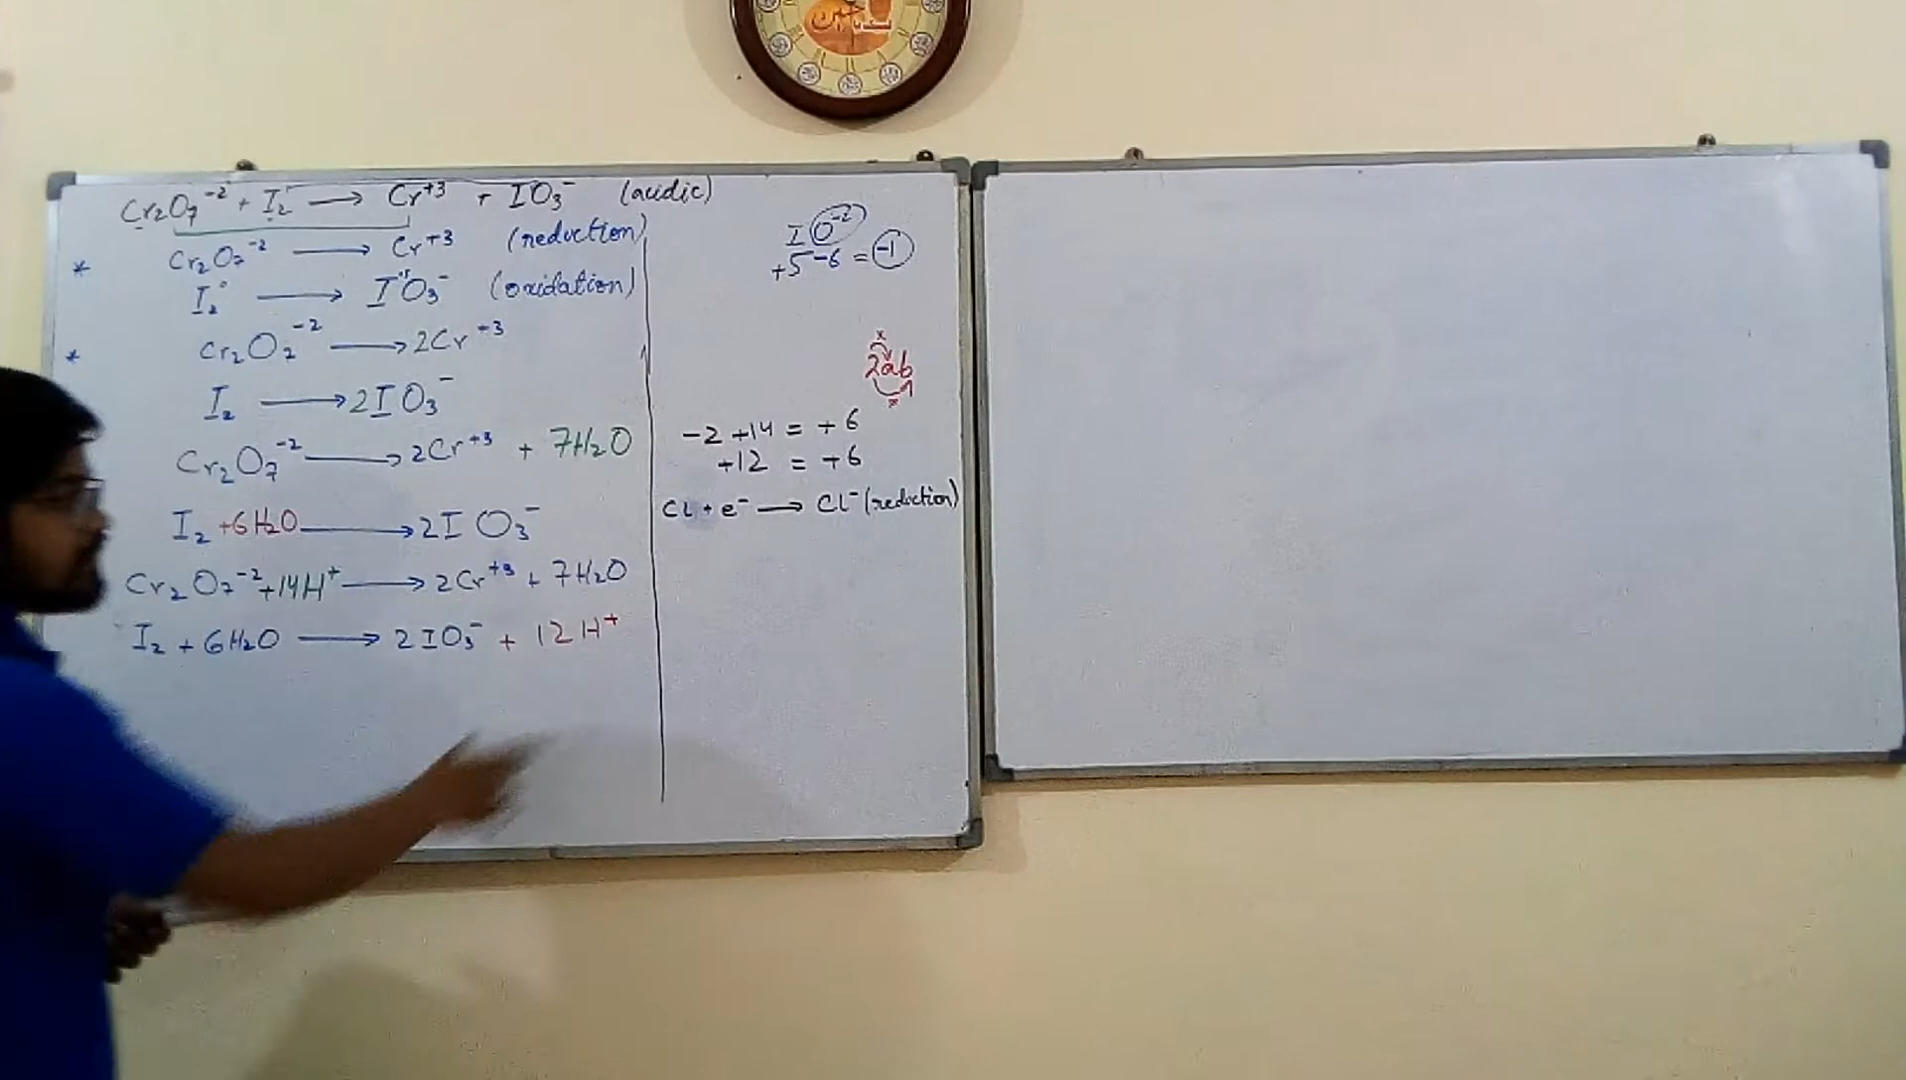 Cr₂O₇⁻² + I₂ → Cr⁺³ + IO₃⁻ (acidic)
* Cr₂O₇⁻² → Cr⁺³ (reduction)
I₂° → I⁺⁵O₃⁻ (oxidation)
* Cr₂O₇⁻² → 2Cr⁺³
I₂ → 2IO₃⁻
Cr₂O₇⁻² → 2Cr⁺³ + 7H₂O
I₂ + 6H₂O → 2IO₃⁻
Cr₂O₇⁻² + 14H⁺ → 2Cr⁺³ + 7H₂O
I₂ + 6H₂O → 2IO₃⁻ + 12H⁺
I O⁻²
+5 -6 = -1
2ab
-2 +14 = +6
+12 = +6
Cl + e⁻ → Cl⁻ (reduction)